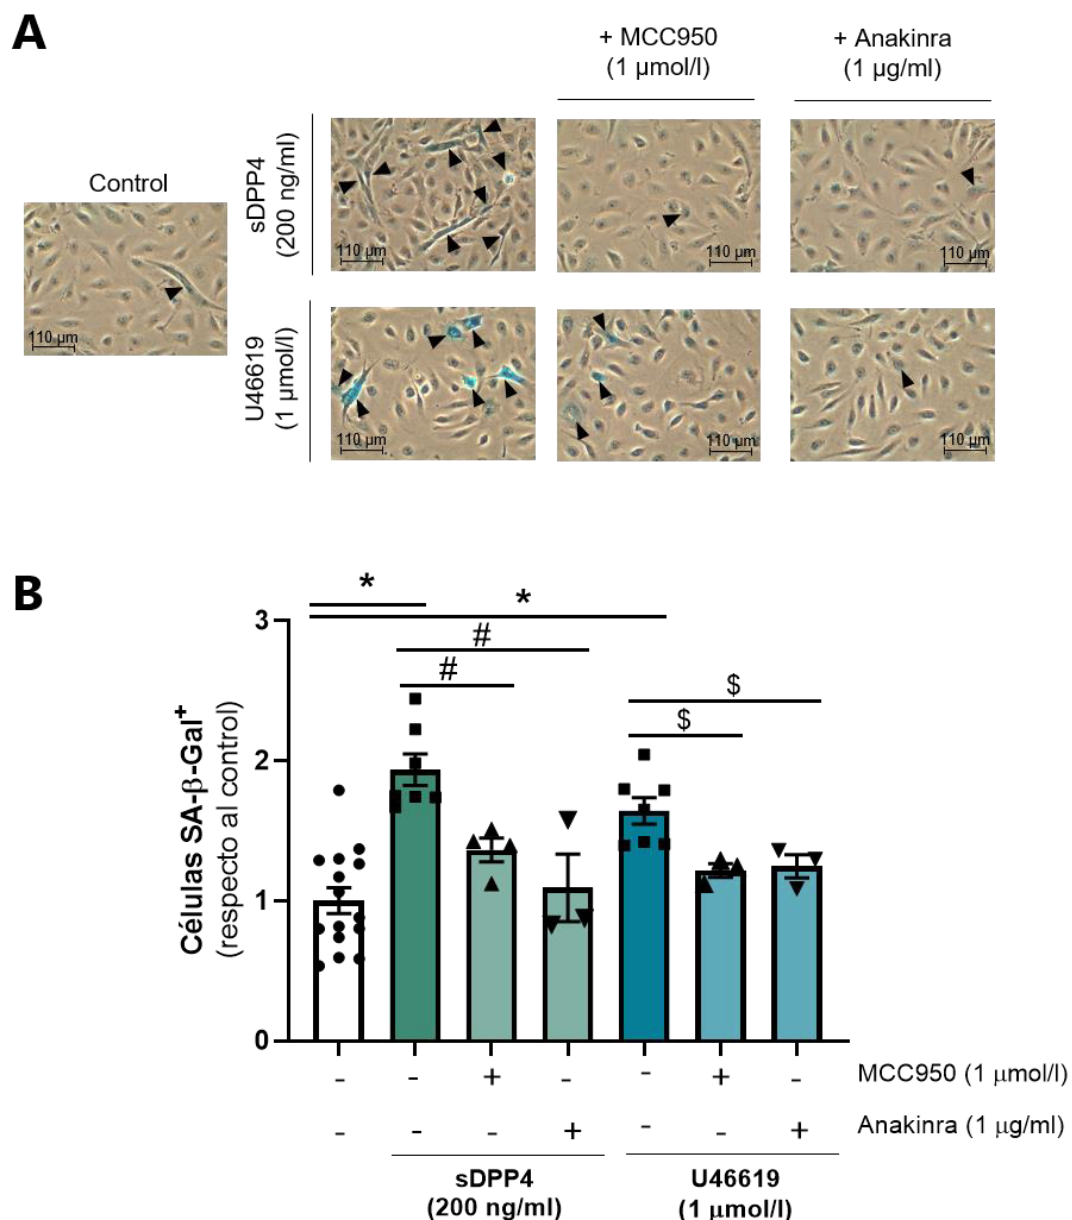 A
+ MCC950
(1 µmol/l)
+ Anakinra
(1 µg/ml)
Control
110 µm
sDPP4
(200 ng/ml)
110 µm
110 µm
110 µm
U46619
(1 µmol/l)
110 µm
110 µm
110 µm
B
Células SA-β-Gal⁺
(respecto al control)
3
2
1
0
*
*
#
#
$
$
- - + - - + - MCC950 (1 µmol/l)
- - - + - - + Anakinra (1 µg/ml)
sDPP4
(200 ng/ml)
U46619
(1 µmol/l)